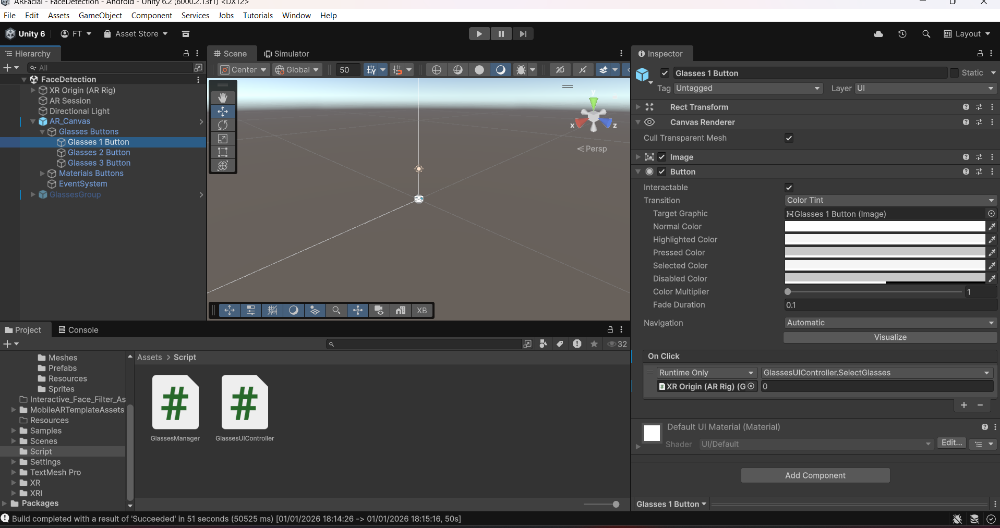 ARFacial - FaceDetection - Android - Unity 6.2 (6000.2.13f1) <DX12>
File Edit Assets GameObject Component Services Jobs Tutorials Window Help
Unity 6 FT Asset Store Layout
Hierarchy
All
FaceDetection
XR Origin (AR Rig)
AR Session
Directional Light
AR_Canvas
Glasses Buttons
Glasses 1 Button
Glasses 2 Button
Glasses 3 Button
Materials Buttons
EventSystem
GlassesGroup
Scene Simulator
Center Global 50 2D
y
x z
Persp
XB
Inspector
Glasses 1 Button Static
Tag Untagged Layer UI
Rect Transform
Canvas Renderer
Cull Transparent Mesh
Image
Button
Interactable
Transition Color Tint
Target Graphic Glasses 1 Button (Image)
Normal Color
Highlighted Color
Pressed Color
Selected Color
Disabled Color
Color Multiplier 1
Fade Duration 0.1
Navigation Automatic
Visualize
On Click
Runtime Only GlassesUIController.SelectGlasses
XR Origin (AR Rig) (G 0
Default UI Material (Material)
Shader UI/Default Edit...
Add Component
Glasses 1 Button
Project Console
32
Meshes
Prefabs
Resources
Sprites
Interactive_Face_Filter_As
MobileARTemplateAssets
Resources
Samples
Scenes
Script
Settings
TextMesh Pro
XR
XRI
Packages
Assets > Script
GlassesManager GlassesUIController
Build completed with a result of 'Succeeded' in 51 seconds (50525 ms) [01/01/2026 18:14:26 -> 01/01/2026 18:15:16, 50s]